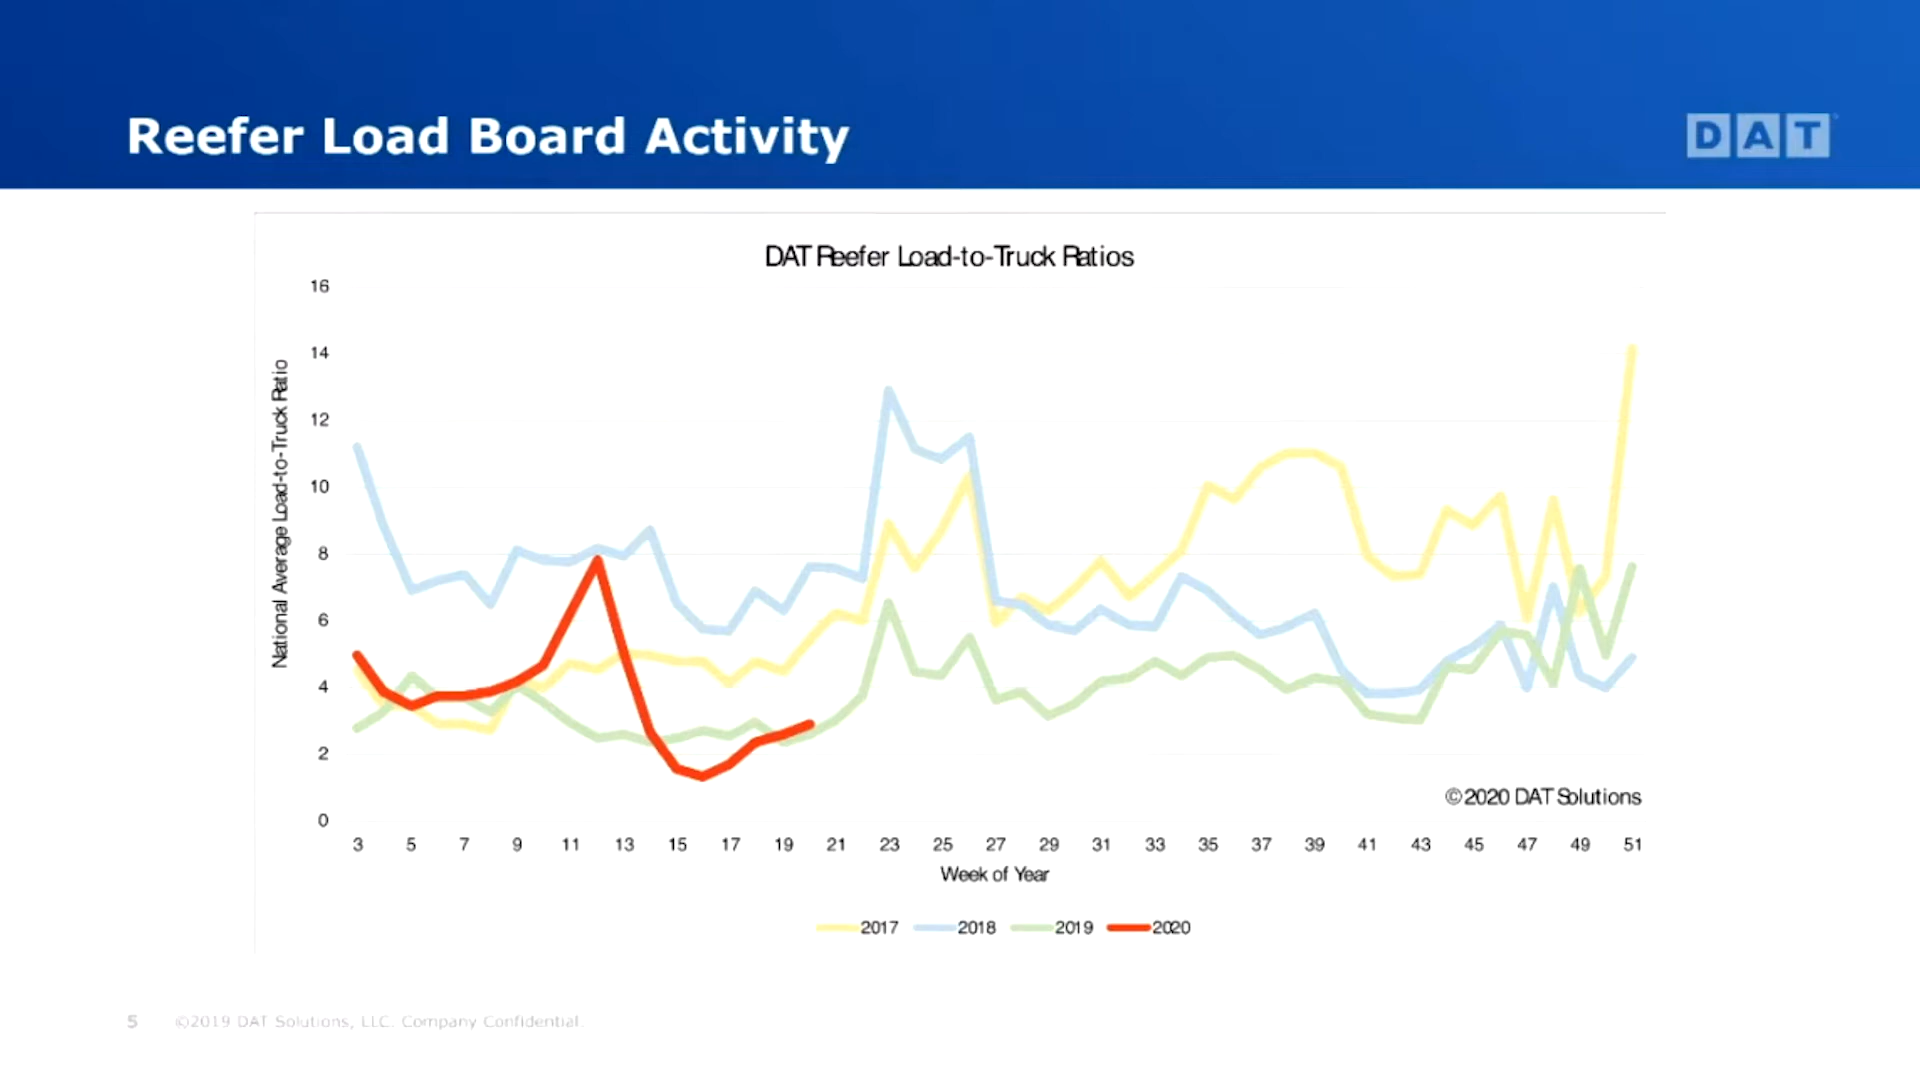 Reefer Load Board Activity
DAT
DAT Reefer Load-to-Truck Ratios
National Average Load-to-Truck Ratio
16
14
12
10
8
6
4
2
0
3 5 7 9 11 13 15 17 19 21 23 25 27 29 31 33 35 37 39 41 43 45 47 49 51
Week of Year
©2020 DAT Solutions
2017 2018 2019 2020
5 ©2019 DAT Solutions, LLC. Company Confidential.